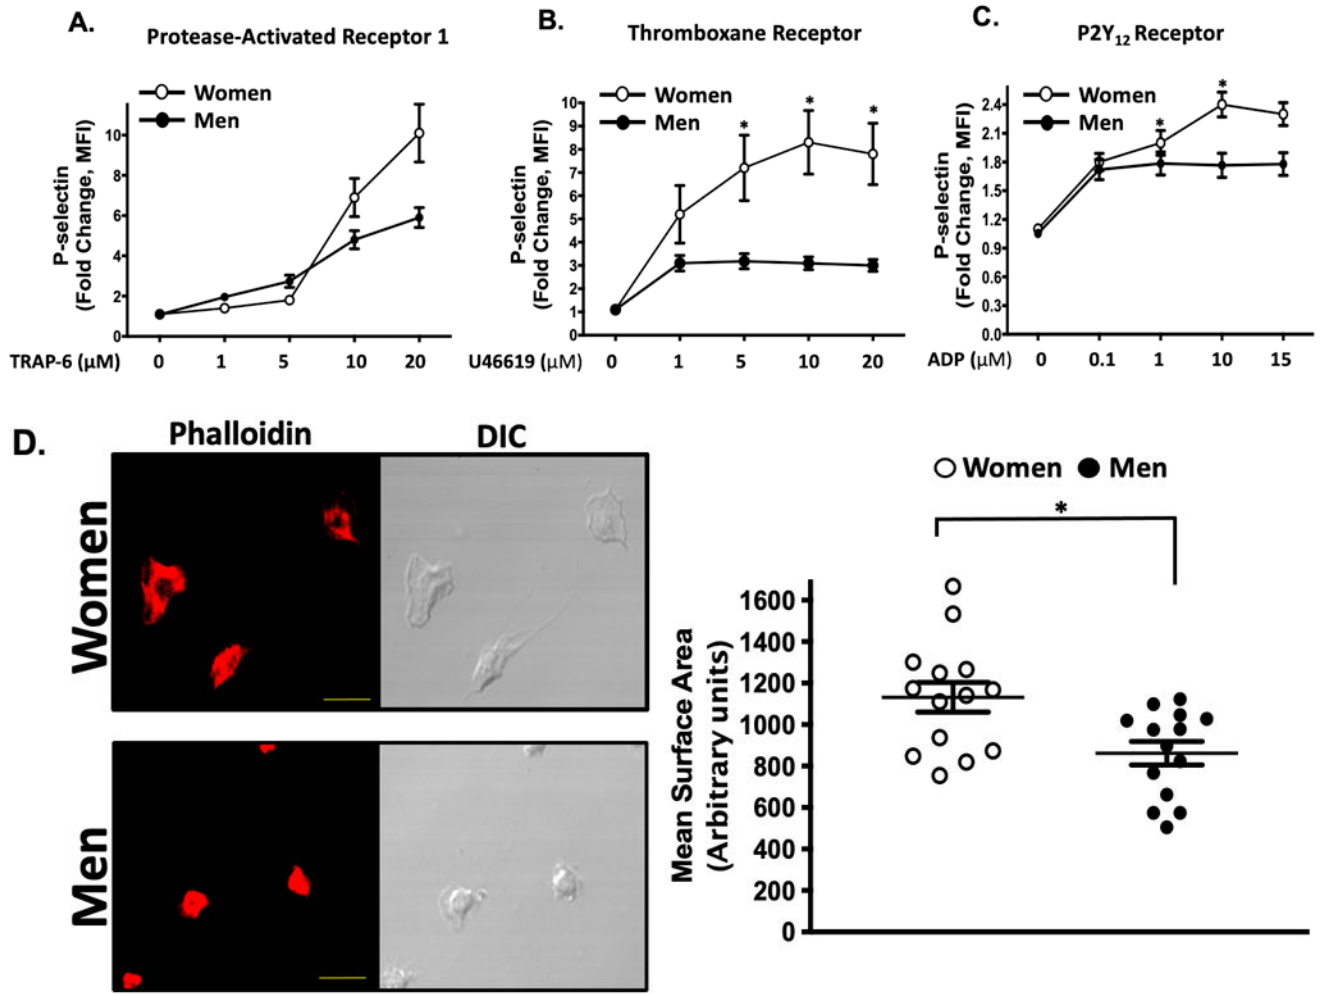 A.
Protease-Activated Receptor 1
Women
Men
P-selectin
(Fold Change, MFI)
10
8
6
4
2
0
0 1 5 10 20
TRAP-6 (μM)
B.
Thromboxane Receptor
Women
Men
P-selectin
(Fold Change, MFI)
10
9
8
7
6
5
4
3
2
1
0
* * *
0 1 5 10 20
U46619 (μM)
C.
P2Y12 Receptor
Women
Men
P-selectin
(Fold Change, MFI)
2.4
2.1
1.8
1.5
1.2
0.9
0.6
0.3
0.0
* *
0 0.1 1 10 15
ADP (μM)
D.
Phalloidin DIC
Women
Men
Women Men
*
Mean Surface Area
(Arbitrary units)
1600
1400
1200
1000
800
600
400
200
0